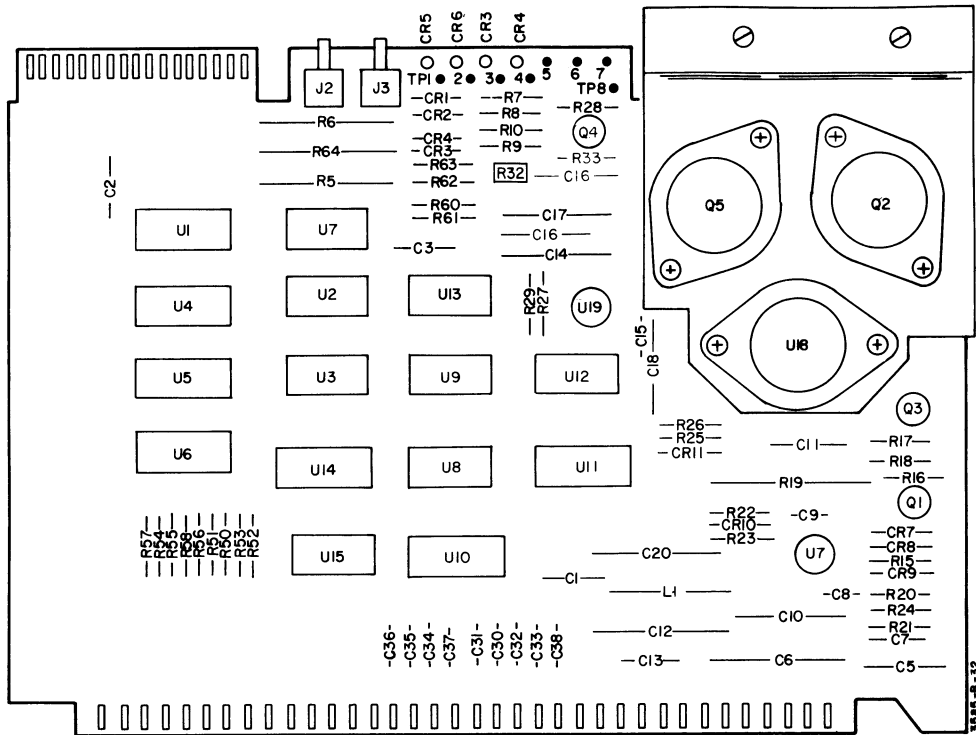 CR5 CR6 CR3 CR4
J2 J3 TP1 2 3 4 5 6 7
TP8
CR1 R7
R28
CR2 R8
R6
R10 Q4
CR4 R9
R64 CR3
R63 R33
R32 C16
R5 R62
C2
R60
R61 C17
Q5 Q2
U1 U7
C16
C3 C14
U4 U2 U13 R29 R27 U19
C15
C18
U18
U5 U3 U9 U12
Q3
R26
R25 C11 R17
CR11
U6 U14 U8 U11 R18
R19 R16
Q1
R57 R54 R55 R58 R56 R51 R50 R53 R52
R22 C9
CR10
R23
CR7
CR8
R15
CR9
U15 U10 C20 U7
C1
L1 C8 R20
R24
C10
R21
C12
C7
C36 C35 C34 C37 C31 C30 C32 C33 C38
C13 C6 C5